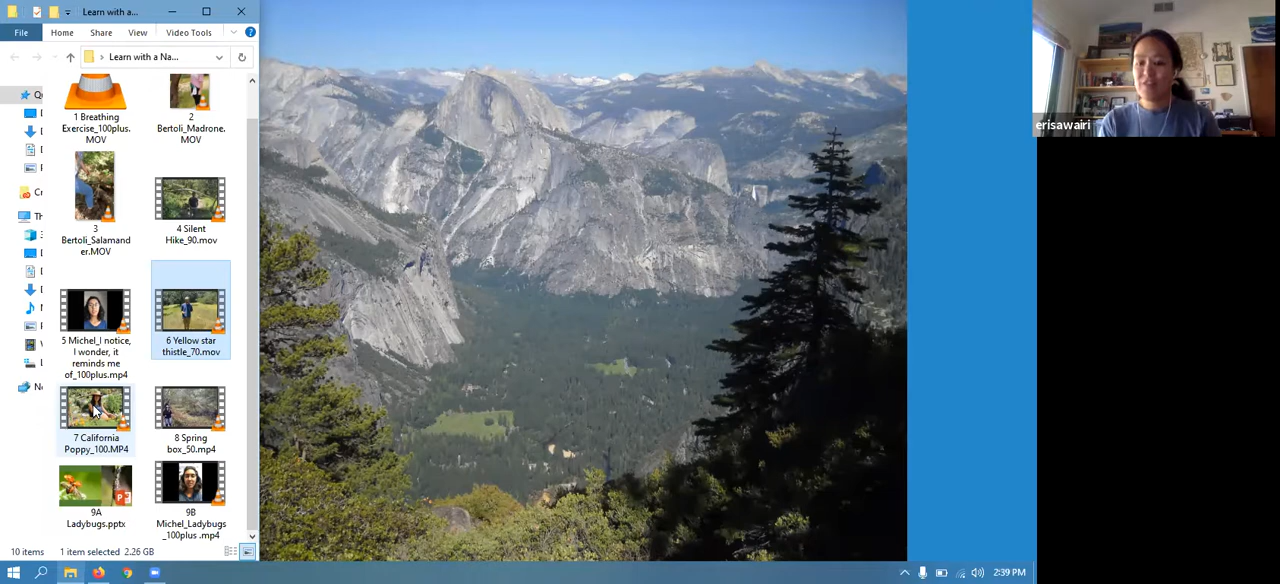 Learn with a...
File Home Share View Video Tools
Learn with a Na...
1 Breathing
Exercise_100plus.
MOV
2
Bertoli_Madrone.
MOV
3
Bertoli_Salamand
er.MOV
4 Silent
Hike_90.mov
5 Michel_I notice,
I wonder, it
reminds me
of_100plus.mp4
6 Yellow star
thistle_70.mov
7 California
Poppy_100.MP4
8 Spring
box_50.mp4
9A
Ladybugs.pptx
9B
Michel_Ladybugs
_100plus .mp4
10 items 1 item selected 2.26 GB
2:39 PM
erisawairi